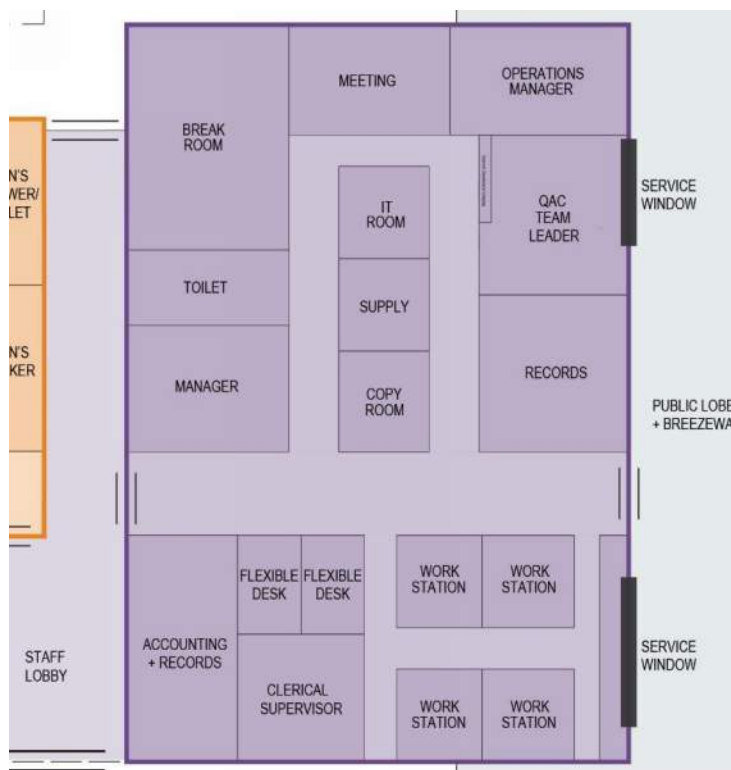 MEETING
OPERATIONS
MANAGER
BREAK
ROOM
N'S
WER/
LET
IT
ROOM
QAC
TEAM
LEADER
SERVICE
WINDOW
TOILET
SUPPLY
N'S
KER
MANAGER
COPY
ROOM
RECORDS
PUBLIC LOBB
+ BREEZEWA
FLEXIBLE
DESK
FLEXIBLE
DESK
WORK
STATION
WORK
STATION
ACCOUNTING
+ RECORDS
STAFF
LOBBY
CLERICAL
SUPERVISOR
SERVICE
WINDOW
WORK
STATION
WORK
STATION